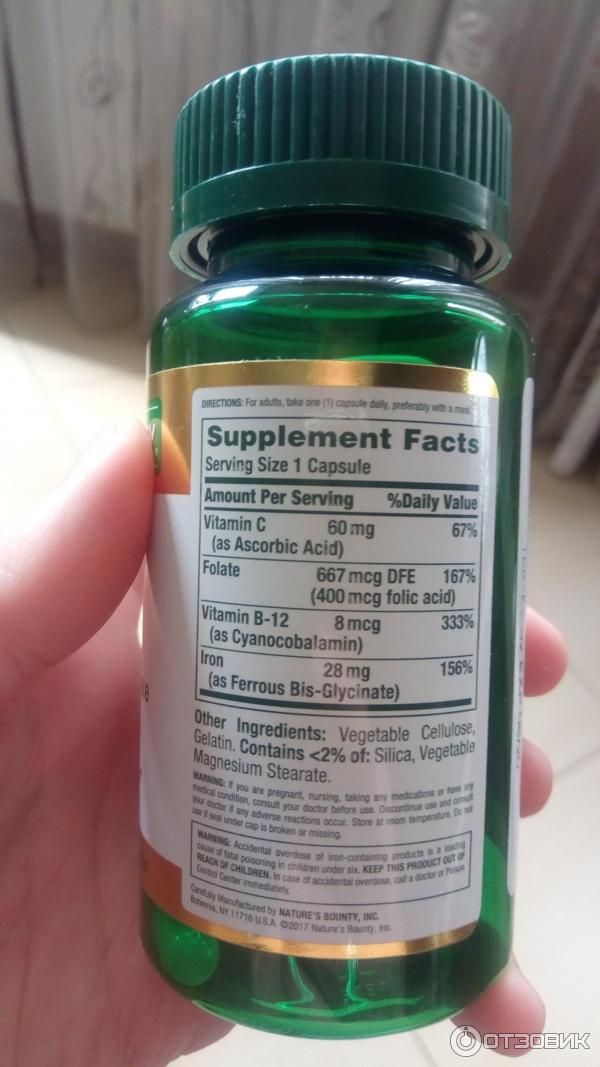 DIRECTIONS: For adults, take one (1) capsule daily, preferably with a meal.
Supplement Facts
Serving Size 1 Capsule
Amount Per Serving %Daily Value
Vitamin C 60 mg 67%
(as Ascorbic Acid)
Folate 667 mcg DFE 167%
(400 mcg folic acid)
Vitamin B-12 8 mcg 333%
(as Cyanocobalamin)
Iron 28 mg 156%
(as Ferrous Bis-Glycinate)
Other Ingredients: Vegetable Cellulose,
Gelatin. Contains <2% of: Silica, Vegetable
Magnesium Stearate.
WARNING: If you are pregnant, nursing, taking any medications or have any
medical condition, consult your doctor before use. Discontinue use and consult
your doctor if any adverse reactions occur. Store at room temperature. Do not
use if seal under cap is broken or missing.
WARNING: Accidental overdose of iron-containing products is a leading
cause of fatal poisoning in children under six. KEEP THIS PRODUCT OUT OF
REACH OF CHILDREN. In case of accidental overdose, call a doctor or Poison
Control Center immediately.
Carefully Manufactured by NATURE'S BOUNTY, INC.
Bohemia, NY 11716 U.S.A. ©2017 Nature's Bounty, Inc.
ОТЗОВИК